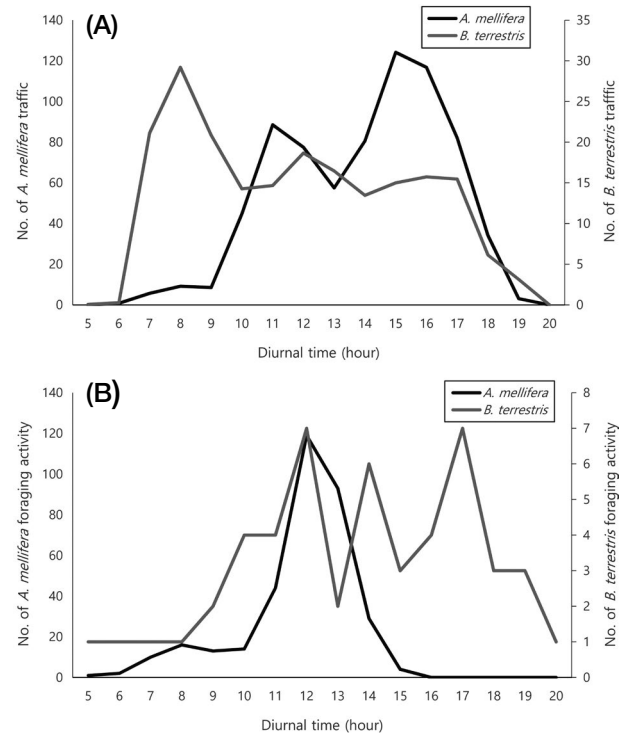 (A)
A. mellifera
B. terrestris
No. of A. mellifera traffic
140
120
100
80
60
40
20
0
35
30
25
20
15
10
5
0
No. of B. terrestris trafffic
5 6 7 8 9 10 11 12 13 14 15 16 17 18 19 20
Diurnal time (hour)
(B)
A. mellifera
B. terrestris
No. of A. mellifera foraging activity
140
120
100
80
60
40
20
0
8
7
6
5
4
3
2
1
0
No. of B. terrestris foraging activity
5 6 7 8 9 10 11 12 13 14 15 16 17 18 19 20
Diurnal time (hour)